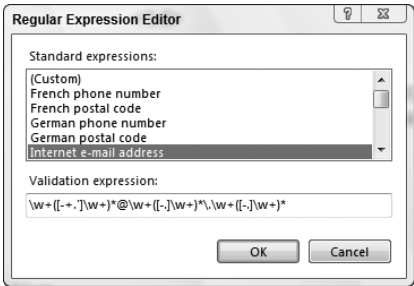 Regular Expression Editor
Standard expressions:
(Custom)
French phone number
French postal code
German phone number
German postal code
Internet e-mail address
Validation expression:
\w+([-+.']\w+)*@\w+([-.]\w+)*\.\w+([-.]\w+)*
OK Cancel